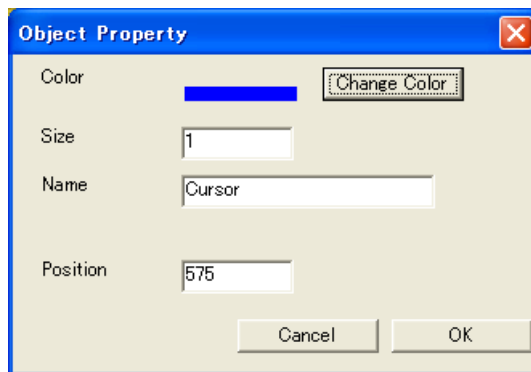 Object Property
Color
Change Color
Size
1
Name
Cursor
Position
575
Cancel
OK